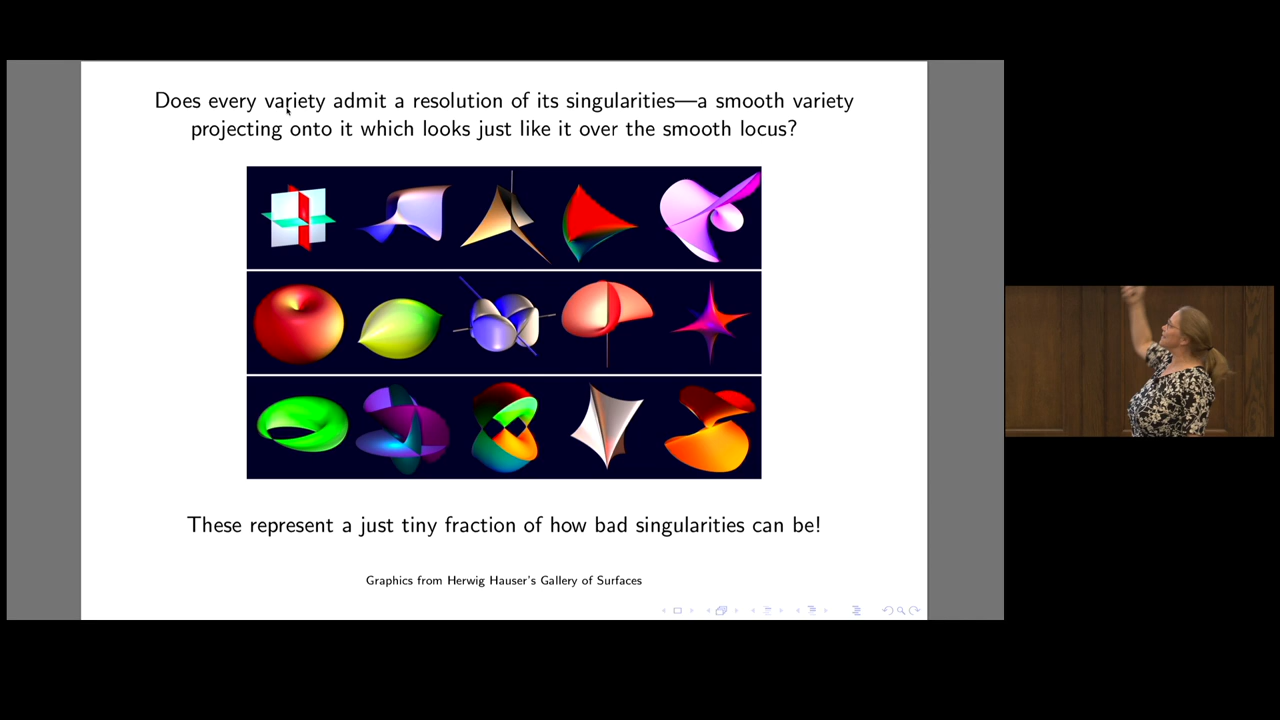 Does every variety admit a resolution of its singularities—a smooth variety
projecting onto it which looks just like it over the smooth locus?
These represent a just tiny fraction of how bad singularities can be!
Graphics from Herwig Hauser's Gallery of Surfaces